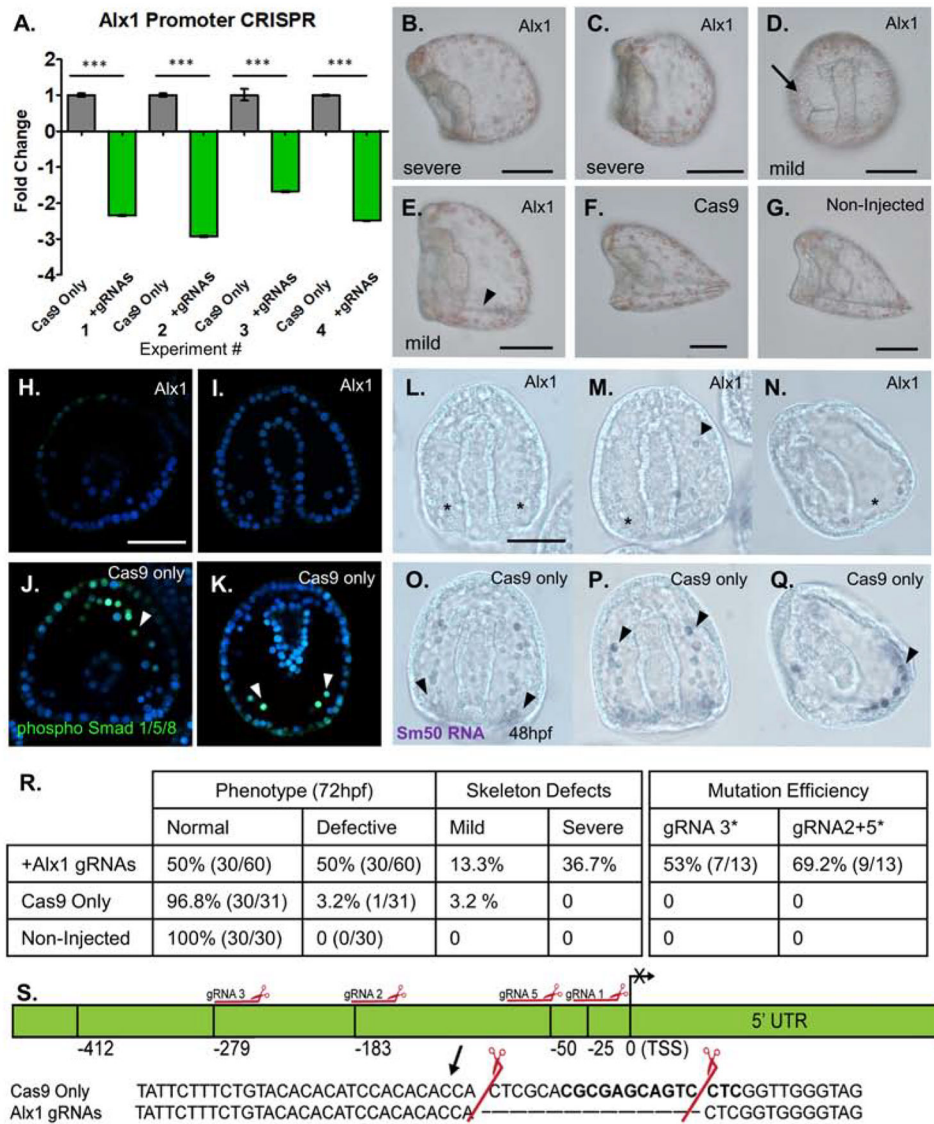 A.
Alx1 Promoter CRISPR
Fold Change
2
1
0
-1
-2
-3
-4
*** *** *** ***
Cas9 Only +gRNAs Cas9 Only +gRNAs Cas9 Only +gRNAs Cas9 Only +gRNAs
1 2 3 4
Experiment #
B. Alx1
severe
C. Alx1
severe
D. Alx1
mild
E. Alx1
mild
F. Cas9
G. Non-Injected
H. Alx1
I. Alx1
J. Cas9 only
phospho Smad 1/5/8
K. Cas9 only
L. Alx1
* *
M. Alx1
*
N. Alx1
*
O. Cas9 only
Sm50 RNA 48hpf
P. Cas9 only
Q. Cas9 only
R.
Phenotype (72hpf) Skeleton Defects Mutation Efficiency
Normal Defective Mild Severe gRNA 3* gRNA2+5*
+Alx1 gRNAs 50% (30/60) 50% (30/60) 13.3% 36.7% 53% (7/13) 69.2% (9/13)
Cas9 Only 96.8% (30/31) 3.2% (1/31) 3.2 % 0 0 0
Non-Injected 100% (30/30) 0 (0/30) 0 0 0 0
S.
gRNA 3 gRNA 2 gRNA 5 gRNA 1
5' UTR
-412 -279 -183 -50 -25 0 (TSS)
Cas9 Only TATTCTTTCTGTACACACATCCACACACCA CTCGCACGCGAGCAGTC CTCGGTTGGGTAG
Alx1 gRNAs TATTCTTTCTGTACACACATCCACACACCA----------------CTCGGTGGGGTAG